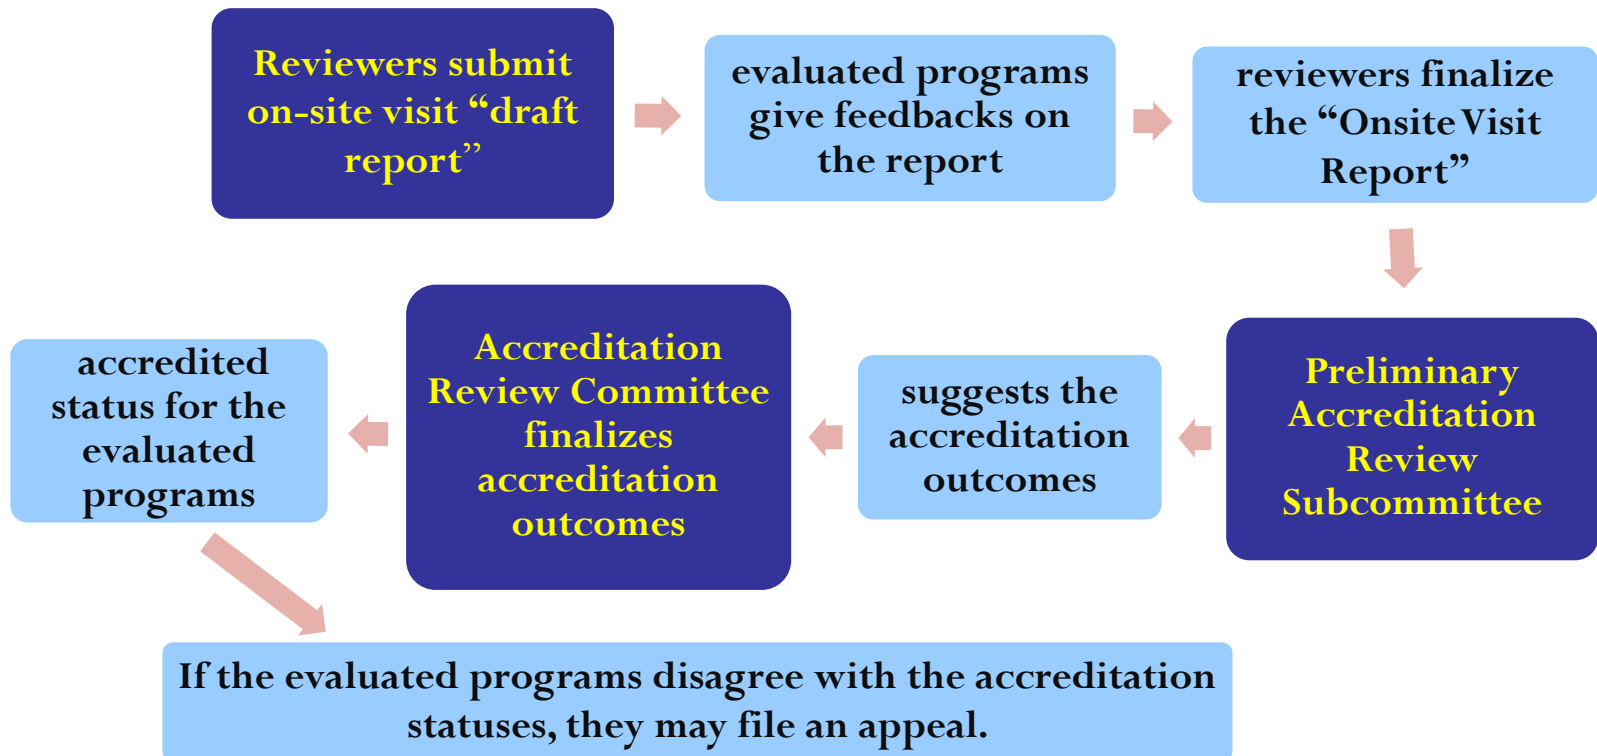 Reviewers submit
on-site visit “draft
report”
evaluated programs
give feedbacks on
the report
reviewers finalize
the “Onsite Visit
Report”
Preliminary
Accreditation
Review
Subcommittee
suggests the
accreditation
outcomes
Accreditation
Review Committee
finalizes
accreditation
outcomes
accredited
status for the
evaluated
programs
If the evaluated programs disagree with the accreditation
statuses, they may file an appeal.